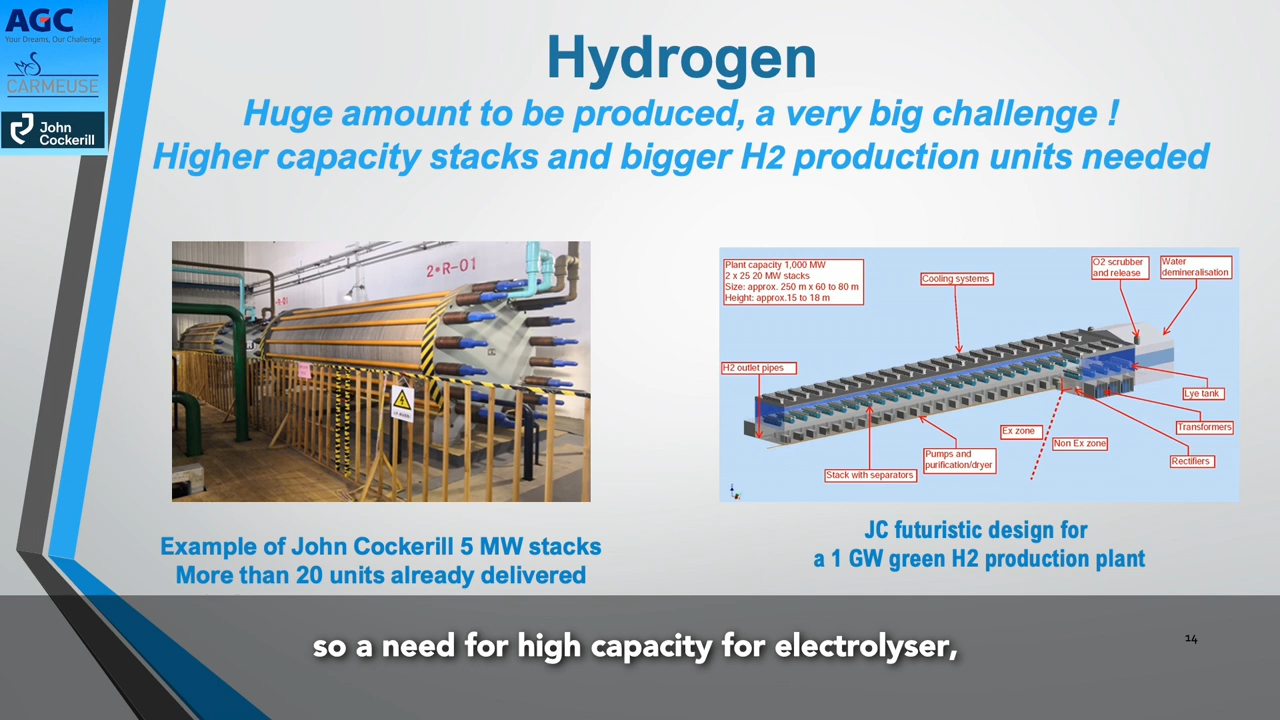 AGC
Your Dreams, Our Challenge
CARMEUSE
John
Cockerill
Hydrogen
Huge amount to be produced, a very big challenge !
Higher capacity stacks and bigger H2 production units needed
2*R-01
Plant capacity 1,000 MW
2 x 25 20 MW stacks
Size: approx. 250 m x 60 to 80 m
Height: approx.15 to 18 m
Cooling systems
O2 scrubber
and release
Water
demineralisation
H2 outlet pipes
Lye tank
Transformers
Rectifiers
Ex zone
Non Ex zone
Pumps and
purification/dryer
Stack with separators
Example of John Cockerill 5 MW stacks
More than 20 units already delivered
JC futuristic design for
a 1 GW green H2 production plant
so a need for high capacity for electrolyser,
14